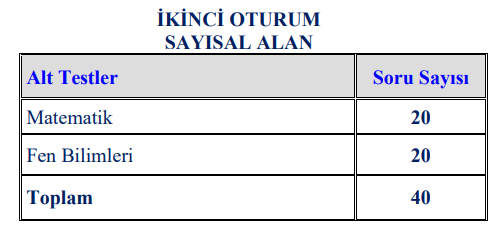 İKİNCİ OTURUM
SAYISAL ALAN
Alt Testler Soru Sayısı
Matematik 20
Fen Bilimleri 20
Toplam 40